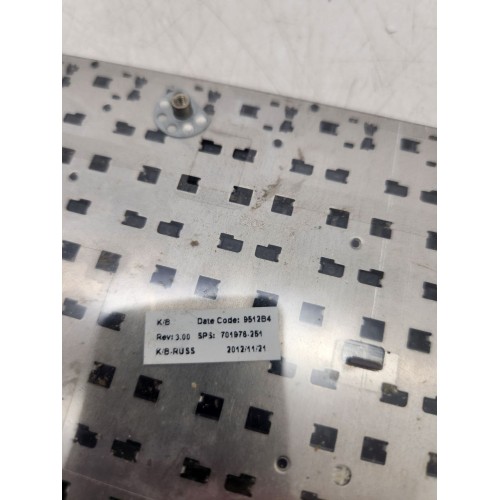 K/B Date Code: 9512B4
Rev: 3.00 SPS: 701976-251
K/B-RUSS 2012/11/21